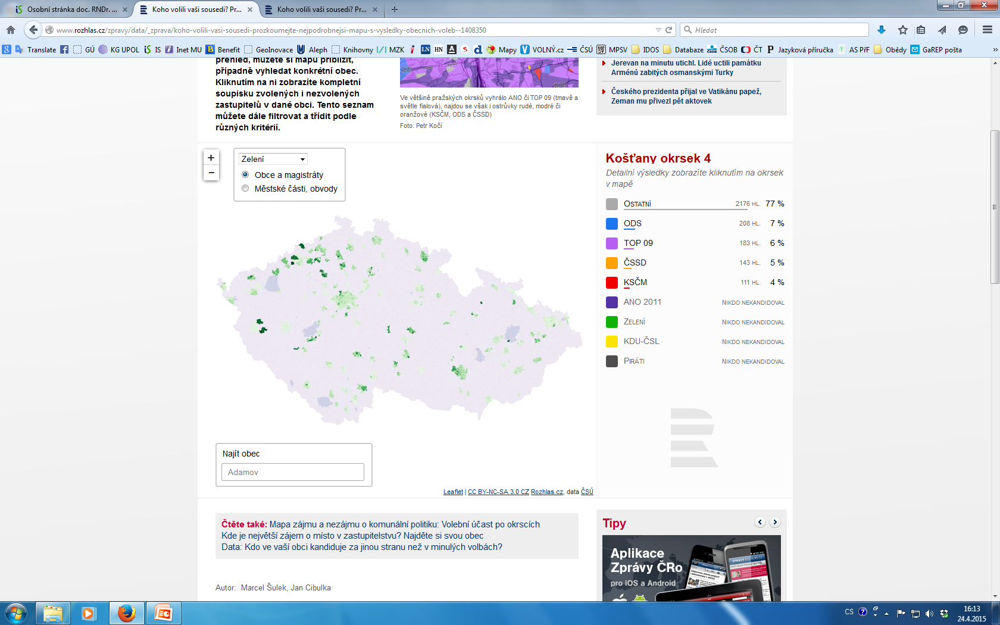 Osobní stránka doc. RNDr. ...
Koho volili vaši sousedi? Pr...
Koho volili vaši sousedi? Pr...
www.rozhlas.cz/zpravy/data/_zprava/koho-volili-vasi-sousedi-prozkoumejte-nejpodrobnejsi-mapu-s-vysledky-obecnich-voleb--1408350
Hledat
Translate GÚ KG UPOL IS Inet MU Benefit GeoInovace Aleph Knihovny MZK LN HN Mapy VOLNÝ.cz ČSÚ MPSV IDOS Databaze ČSOB ČT Jazyková příručka AS PřF Obědy GaREP pošta
přehled, můžete si mapu přiblížit,
případně vyhledat konkrétní obec.
Kliknutím na ni zobrazíte kompletní
soupisku zvolených i nezvolených
zastupitelů v dané obci. Tento seznam
můžete dále filtrovat a třídit podle
různých kritérií.
Ve většině pražských okrsků vyhrálo ANO či TOP 09 (tmavě a
světle fialová), najdou se však i ostrůvky rudé, modré či
oranžové (KSČM, ODS a ČSSD)
Foto: Petr Kočí
Jerevan na minutu utichl. Lidé uctili památku
Arménů zabitých osmanskými Turky
Českého prezidenta přijal ve Vatikánu papež,
Zeman mu přivezl pět aktovek
+
−
Zelení
Obce a magistráty
Městské části, obvody
Najít obec
Adamov
Leaflet | CC BY-NC-SA 3.0 CZ Rozhlas.cz, data ČSÚ
Košťany okrsek 4
Detailní výsledky zobrazíte kliknutím na okrsek
v mapě
Ostatní 2176 hl. 77 %
ODS 208 hl. 7 %
TOP 09 183 hl. 6 %
ČSSD 143 hl. 5 %
KSČM 111 hl. 4 %
ANO 2011 Nikdo nekandidoval
Zelení Nikdo nekandidoval
KDU-ČSL Nikdo nekandidoval
Piráti Nikdo nekandidoval
Čtěte také: Mapa zájmu a nezájmu o komunální politiku: Volební účast po okrscích
Kde je největší zájem o místo v zastupitelstvu? Najděte si svou obec
Data: Kdo ve vaší obci kandiduje za jinou stranu než v minulých volbách?
Autor: Marcel Šulek, Jan Cibulka
Tipy
Aplikace
Zprávy ČRo
pro iOS a Android
CS
16:13
24.4.2015